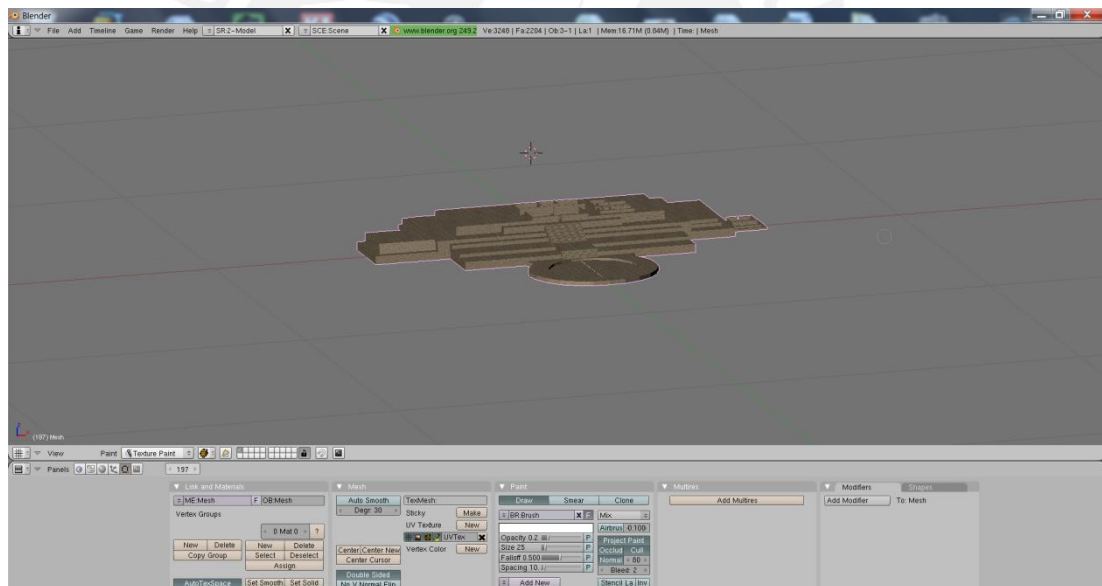 Blender
File Add Timeline Game Render Help SR:2-Model X SCE:Scene X www.blender.org 249.2 Ve:3248 | Fa:2204 | Ob:3-1 | La:1 | Mem:16.71M (0.64M) | Time: | Mesh
(197) Mesh
View Paint Texture Paint
Panels 197
Link and Materials
ME:Mesh F OB:Mesh
Vertex Groups
0 Mat 0 ?
New Delete New Delete
Copy Group Select Deselect
Assign
AutoTexSpace Set Smooth Set Solid
Mesh
Auto Smooth TexMesh:
Degr: 30 Sticky Make
UV Texture New
UVTex
Center Center New Vertex Color New
Center Cursor
Double Sided
No V.Normal Flip
Paint
Draw Smear Clone
BR:Brush X F Mix
Airbrus 0.100
Opacity 0.2 P Project Paint
Size 25 P Occlud Cull
Falloff 0.500 P Normal 80
Spacing 10. P Bleed: 2
Add New Stencil La Inv
Multires
Add Multires
Modifiers Shapes
Add Modifier To: Mesh